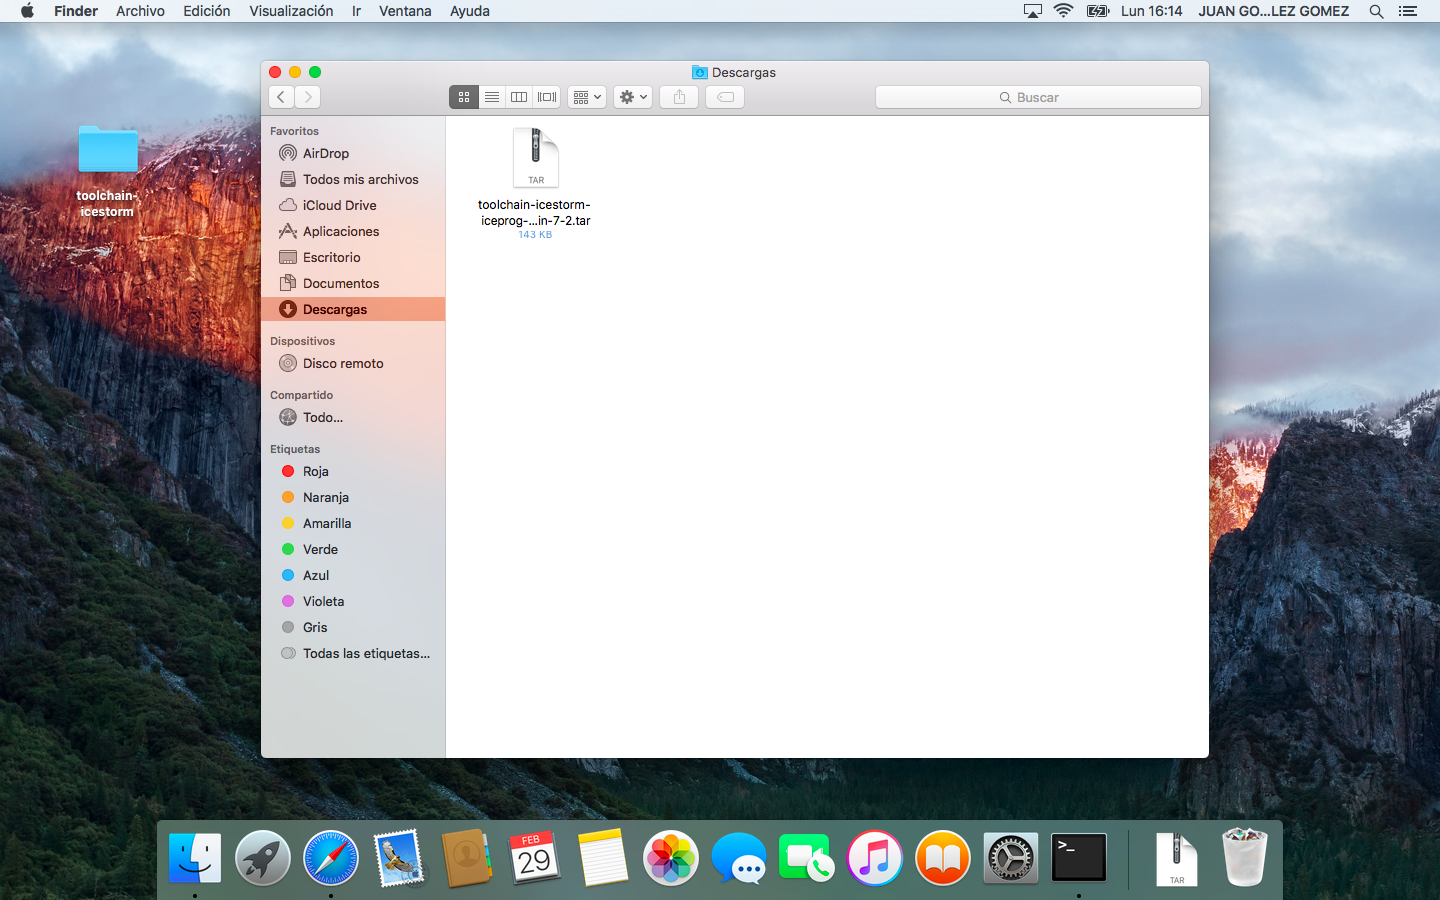 Finder Archivo Edición Visualización Ir Ventana Ayuda Lun 16:14 JUAN GO...LEZ GOMEZ
Descargas
Buscar
Favoritos
AirDrop
Todos mis archivos
iCloud Drive
Aplicaciones
Escritorio
Documentos
Descargas
Dispositivos
Disco remoto
Compartido
Todo...
Etiquetas
Roja
Naranja
Amarilla
Verde
Azul
Violeta
Gris
Todas las etiquetas...
TAR
toolchain-icestorm-
iceprog-...in-7-2.tar
143 KB
toolchain-
icestorm
FEB
29
>_
TAR